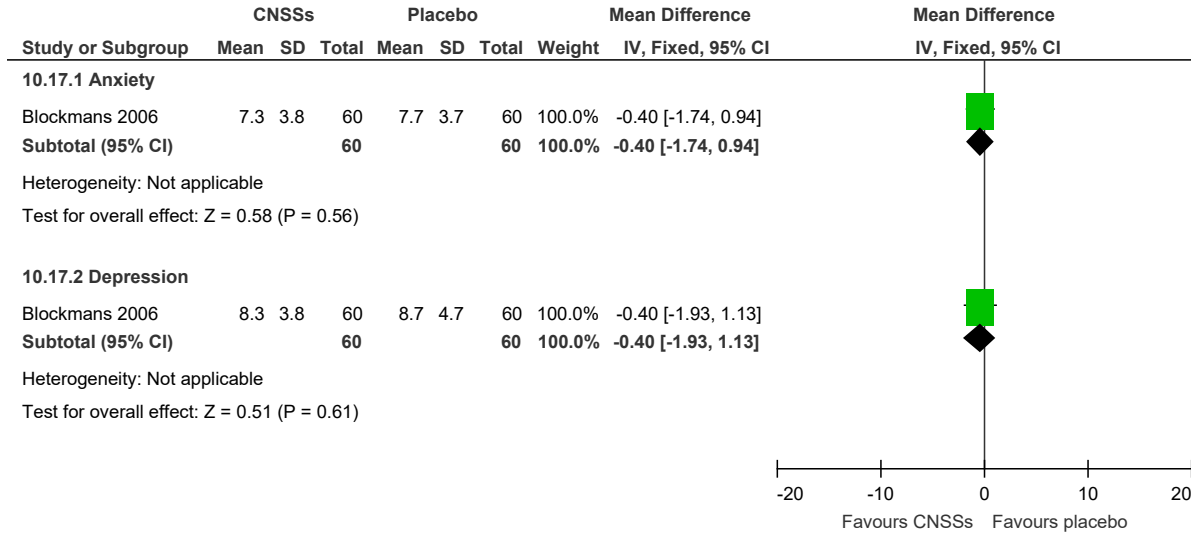 CNSSs Placebo Mean Difference Mean Difference
Study or Subgroup Mean SD Total Mean SD Total Weight IV, Fixed, 95% CI IV, Fixed, 95% CI
10.17.1 Anxiety
Blockmans 2006 7.3 3.8 60 7.7 3.7 60 100.0% -0.40 [-1.74, 0.94]
Subtotal (95% CI) 60 60 100.0% -0.40 [-1.74, 0.94]
Heterogeneity: Not applicable
Test for overall effect: Z = 0.58 (P = 0.56)
10.17.2 Depression
Blockmans 2006 8.3 3.8 60 8.7 4.7 60 100.0% -0.40 [-1.93, 1.13]
Subtotal (95% CI) 60 60 100.0% -0.40 [-1.93, 1.13]
Heterogeneity: Not applicable
Test for overall effect: Z = 0.51 (P = 0.61)
-20 -10 0 10 20
Favours CNSSs Favours placebo